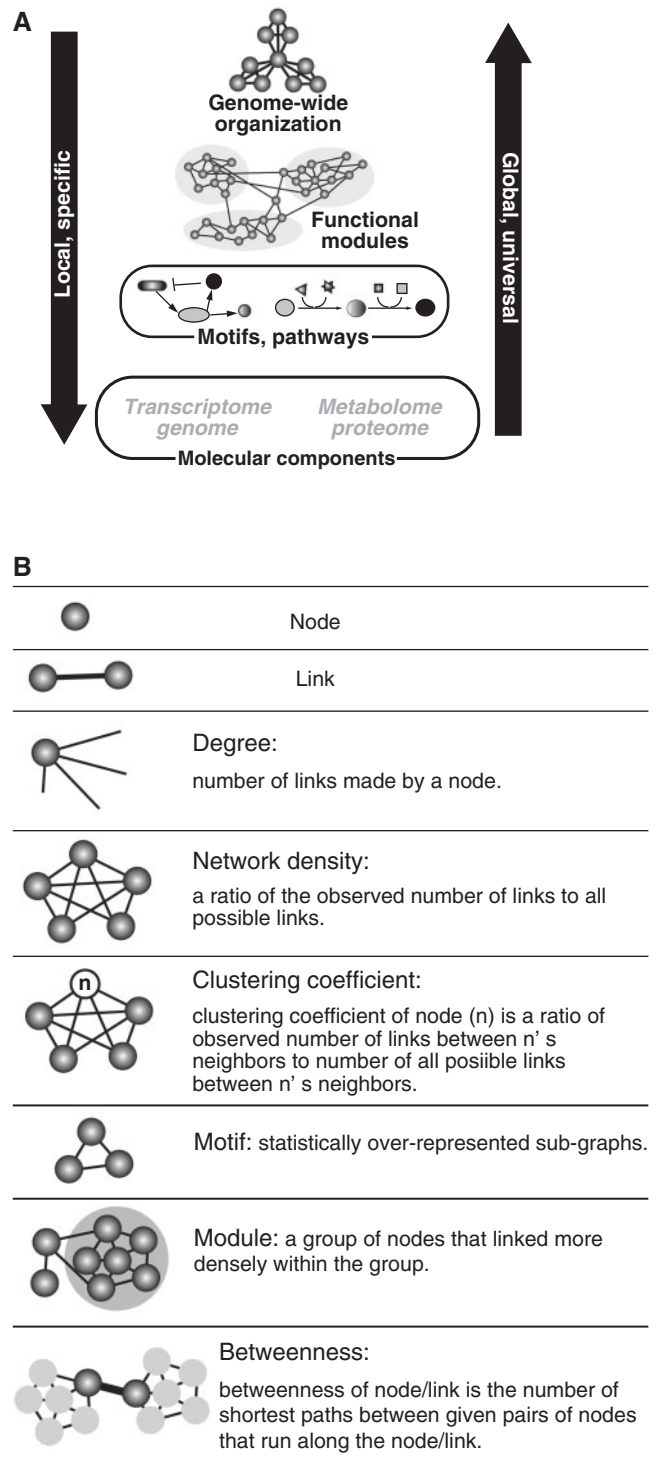 A
Genome-wide
organization
Local, specific
Global, universal
Functional
modules
Motifs, pathways
Transcriptome
genome
Metabolome
proteome
Molecular components
B
Node
Link
Degree:
number of links made by a node.
Network density:
a ratio of the observed number of links to all
possible links.
n
Clustering coefficient:
clustering coefficient of node (n) is a ratio of
observed number of links between n' s
neighbors to number of all posiible links
between n' s neighbors.
Motif: statistically over-represented sub-graphs.
Module: a group of nodes that linked more
densely within the group.
Betweenness:
betweenness of node/link is the number of
shortest paths between given pairs of nodes
that run along the node/link.